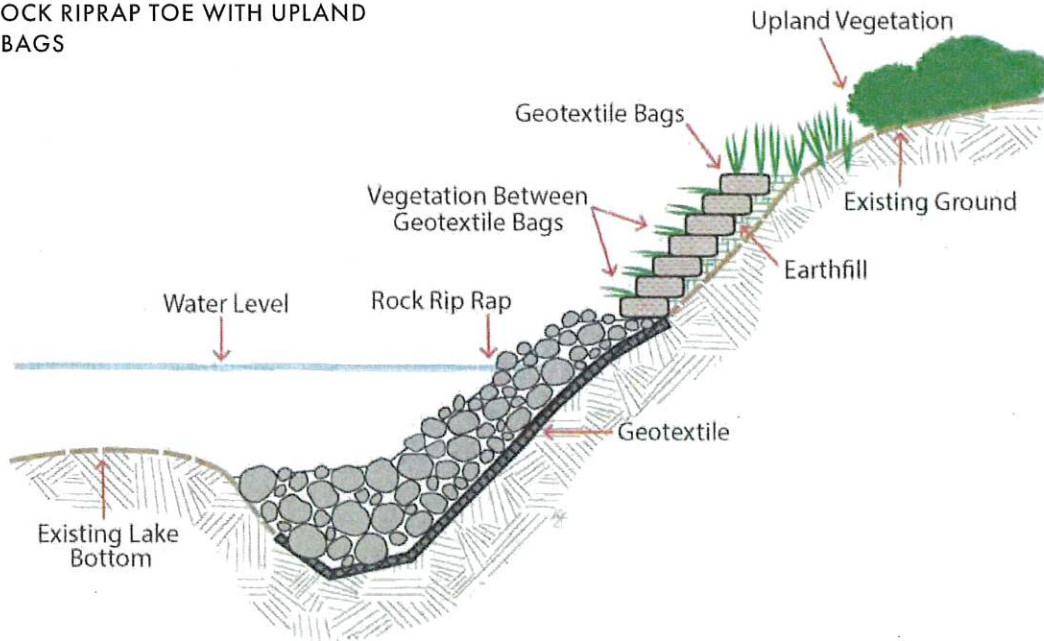 OCK RIPRAP TOE WITH UPLAND
BAGS
Upland Vegetation
Geotextile Bags
Vegetation Between
Geotextile Bags
Existing Ground
Earthfill
Water Level
Rock Rip Rap
Geotextile
Existing Lake
Bottom